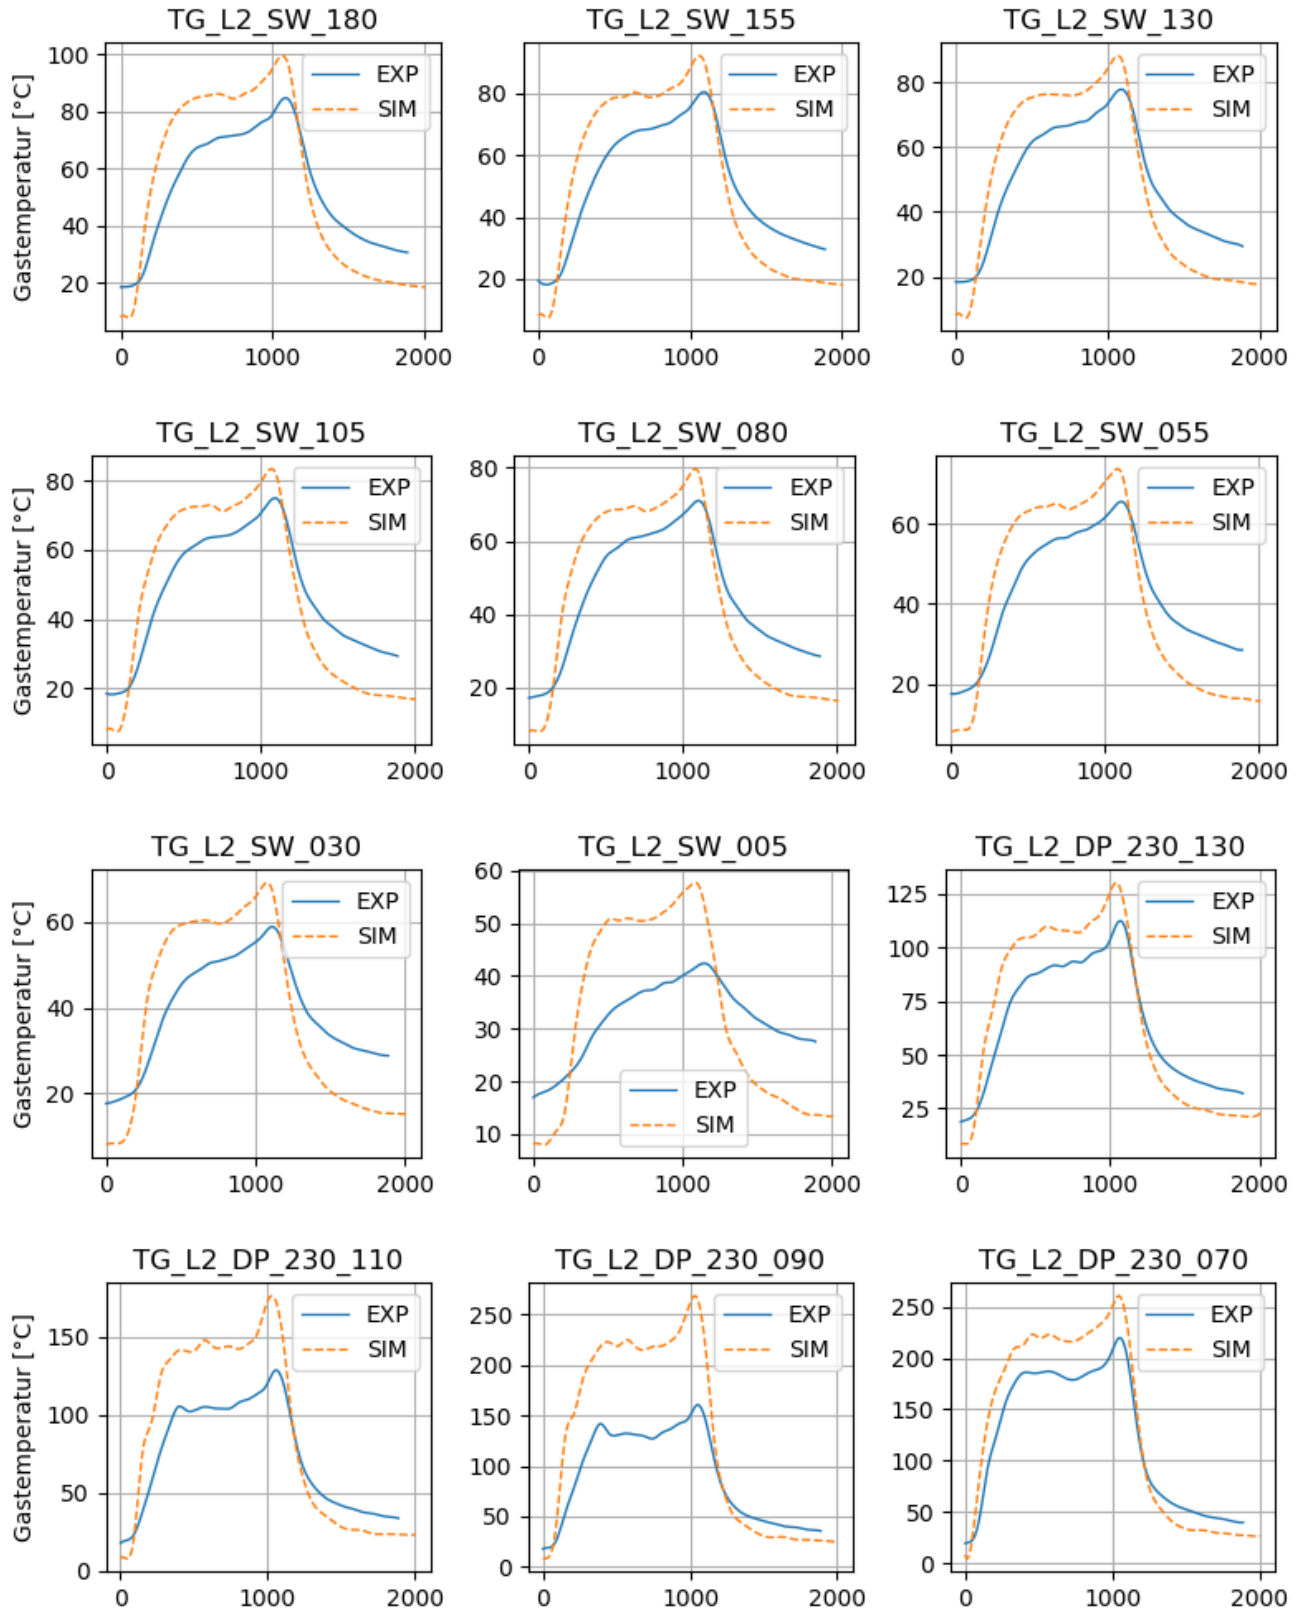 TG_L2_SW_180 TG_L2_SW_155 TG_L2_SW_130
Gastemperatur [°C]
100
80
60
40
20
EXP
SIM
0 1000 2000
80
60
40
20
EXP
SIM
0 1000 2000
80
60
40
20
EXP
SIM
0 1000 2000
TG_L2_SW_105 TG_L2_SW_080 TG_L2_SW_055
Gastemperatur [°C]
80
60
40
20
EXP
SIM
0 1000 2000
80
60
40
20
EXP
SIM
0 1000 2000
60
40
20
EXP
SIM
0 1000 2000
TG_L2_SW_030 TG_L2_SW_005 TG_L2_DP_230_130
Gastemperatur [°C]
60
40
20
EXP
SIM
0 1000 2000
60
50
40
30
20
10
EXP
SIM
0 1000 2000
125
100
75
50
25
EXP
SIM
0 1000 2000
TG_L2_DP_230_110 TG_L2_DP_230_090 TG_L2_DP_230_070
Gastemperatur [°C]
150
100
50
0
EXP
SIM
0 1000 2000
250
200
150
100
50
0
EXP
SIM
0 1000 2000
250
200
150
100
50
0
EXP
SIM
0 1000 2000